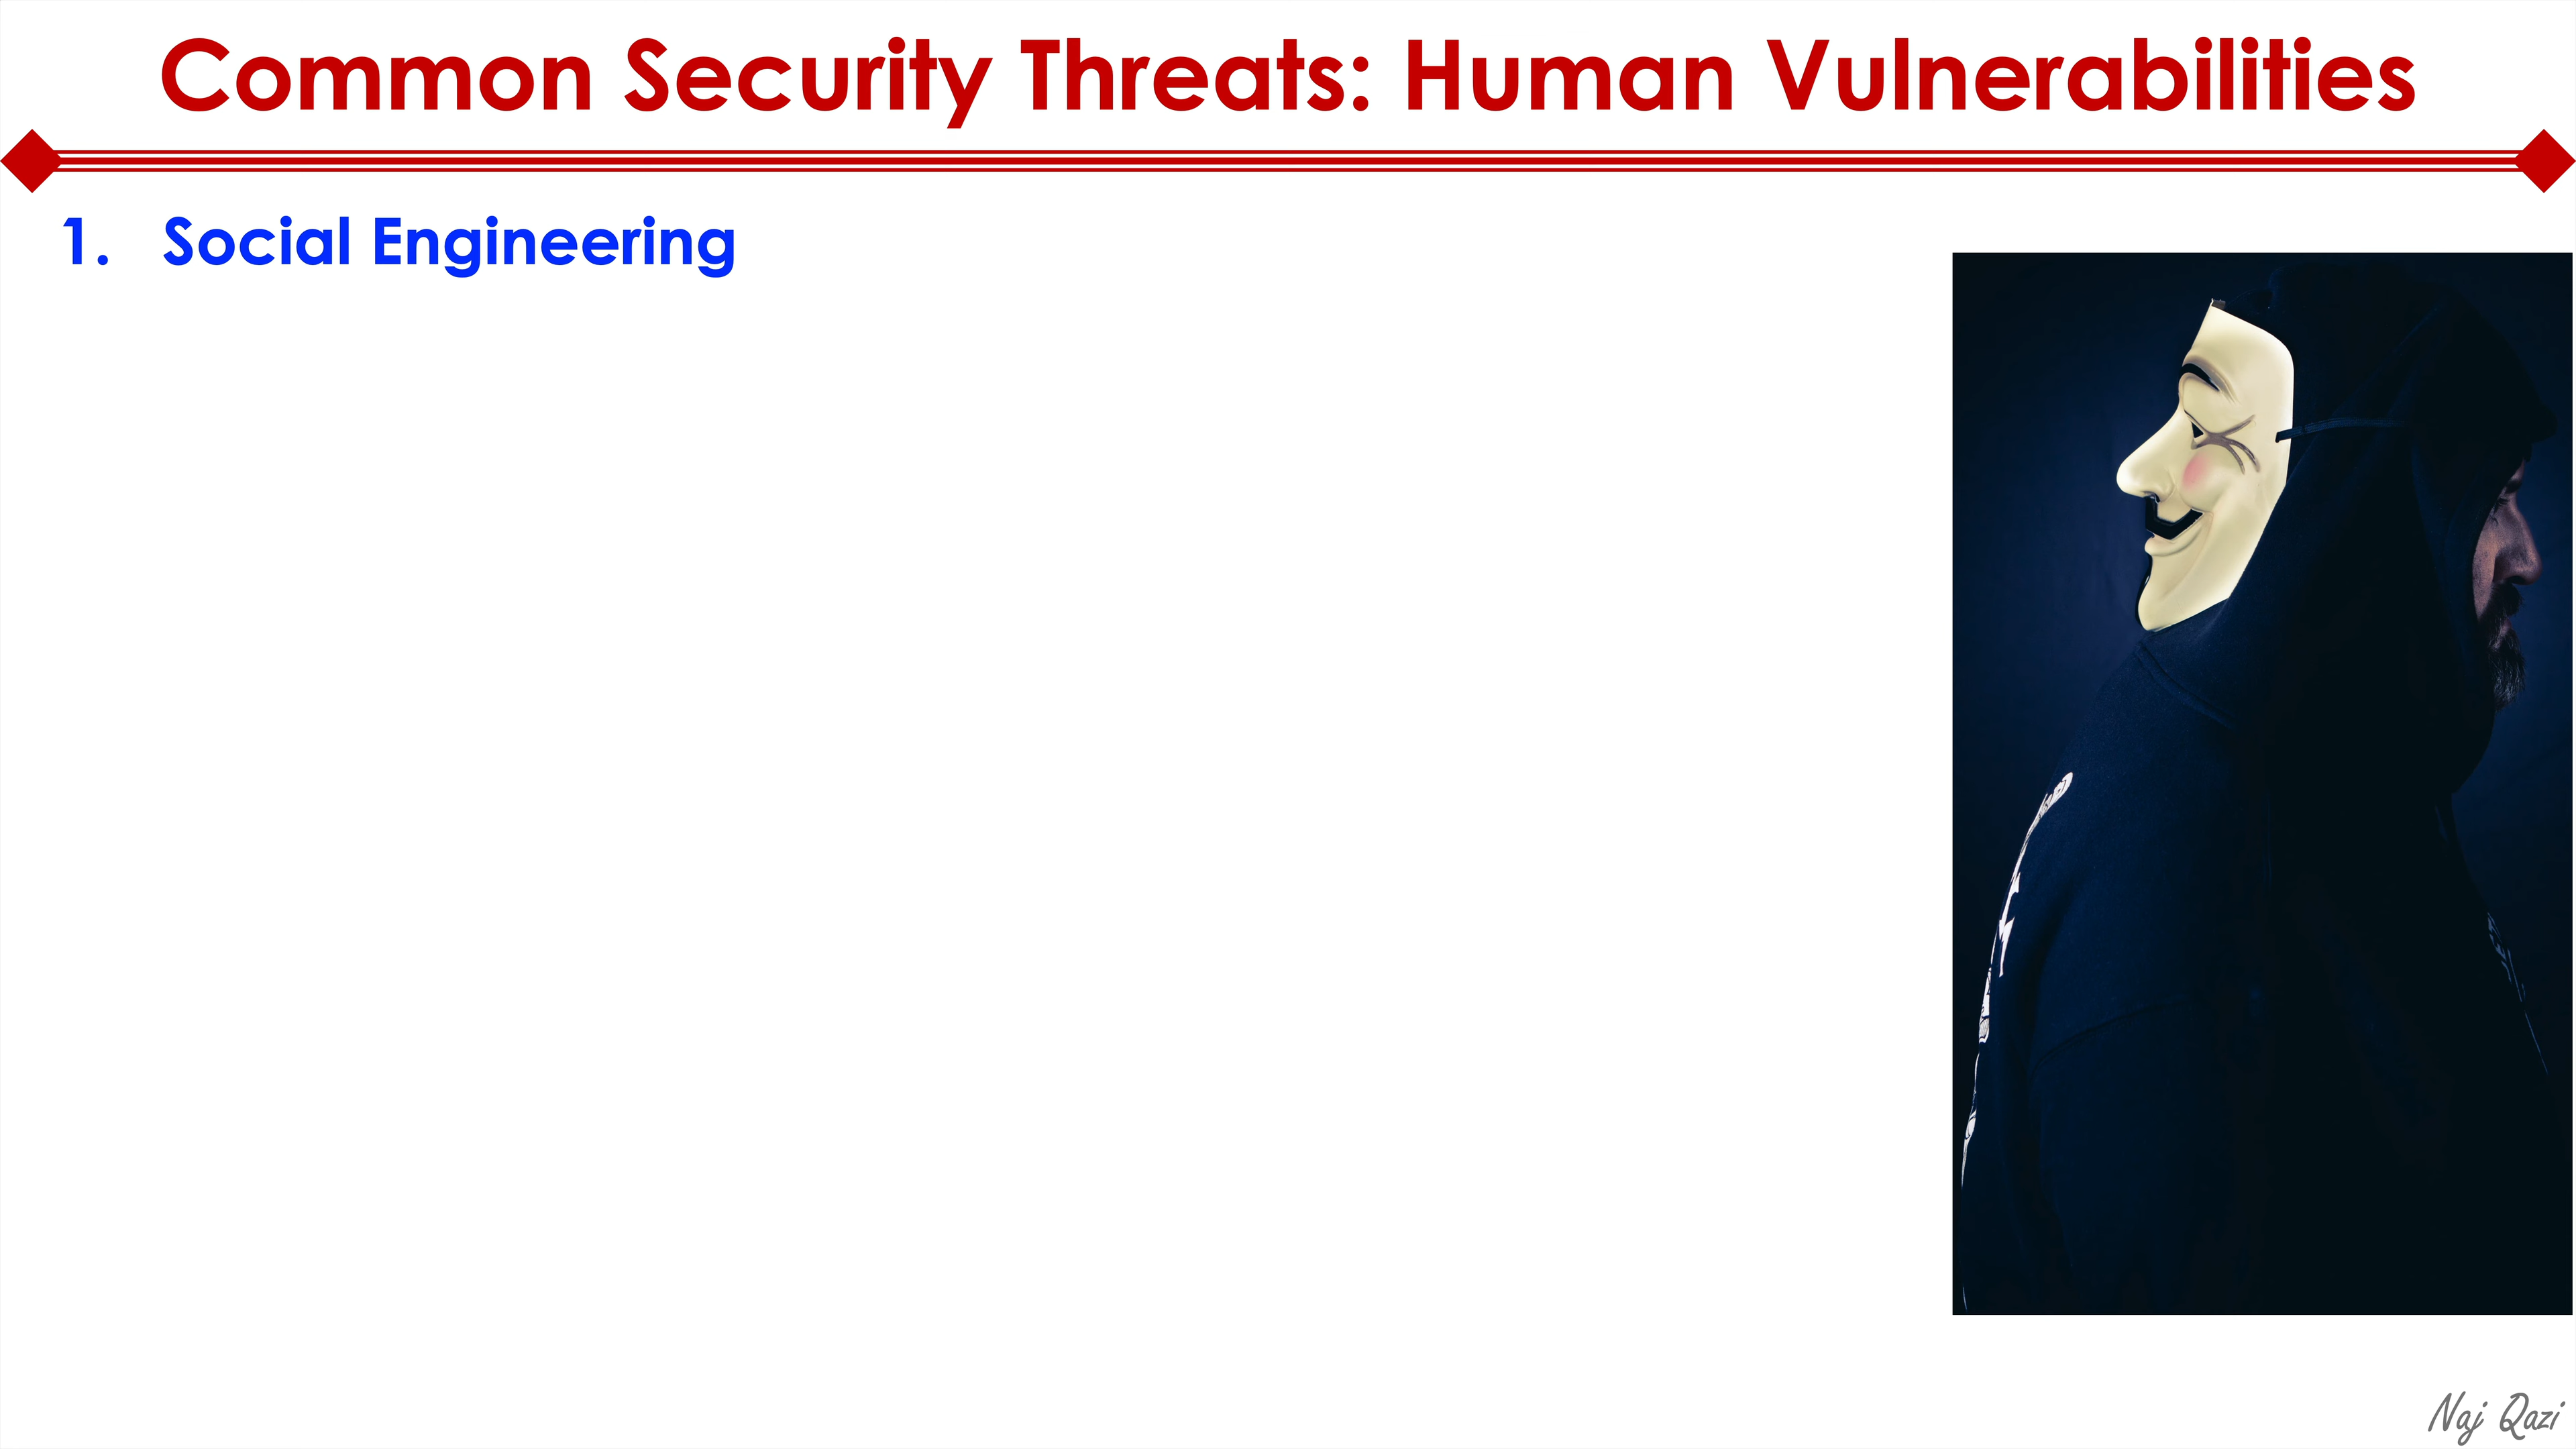 Common Security Threats: Human Vulnerabilities
1. Social Engineering
Naj Qazi